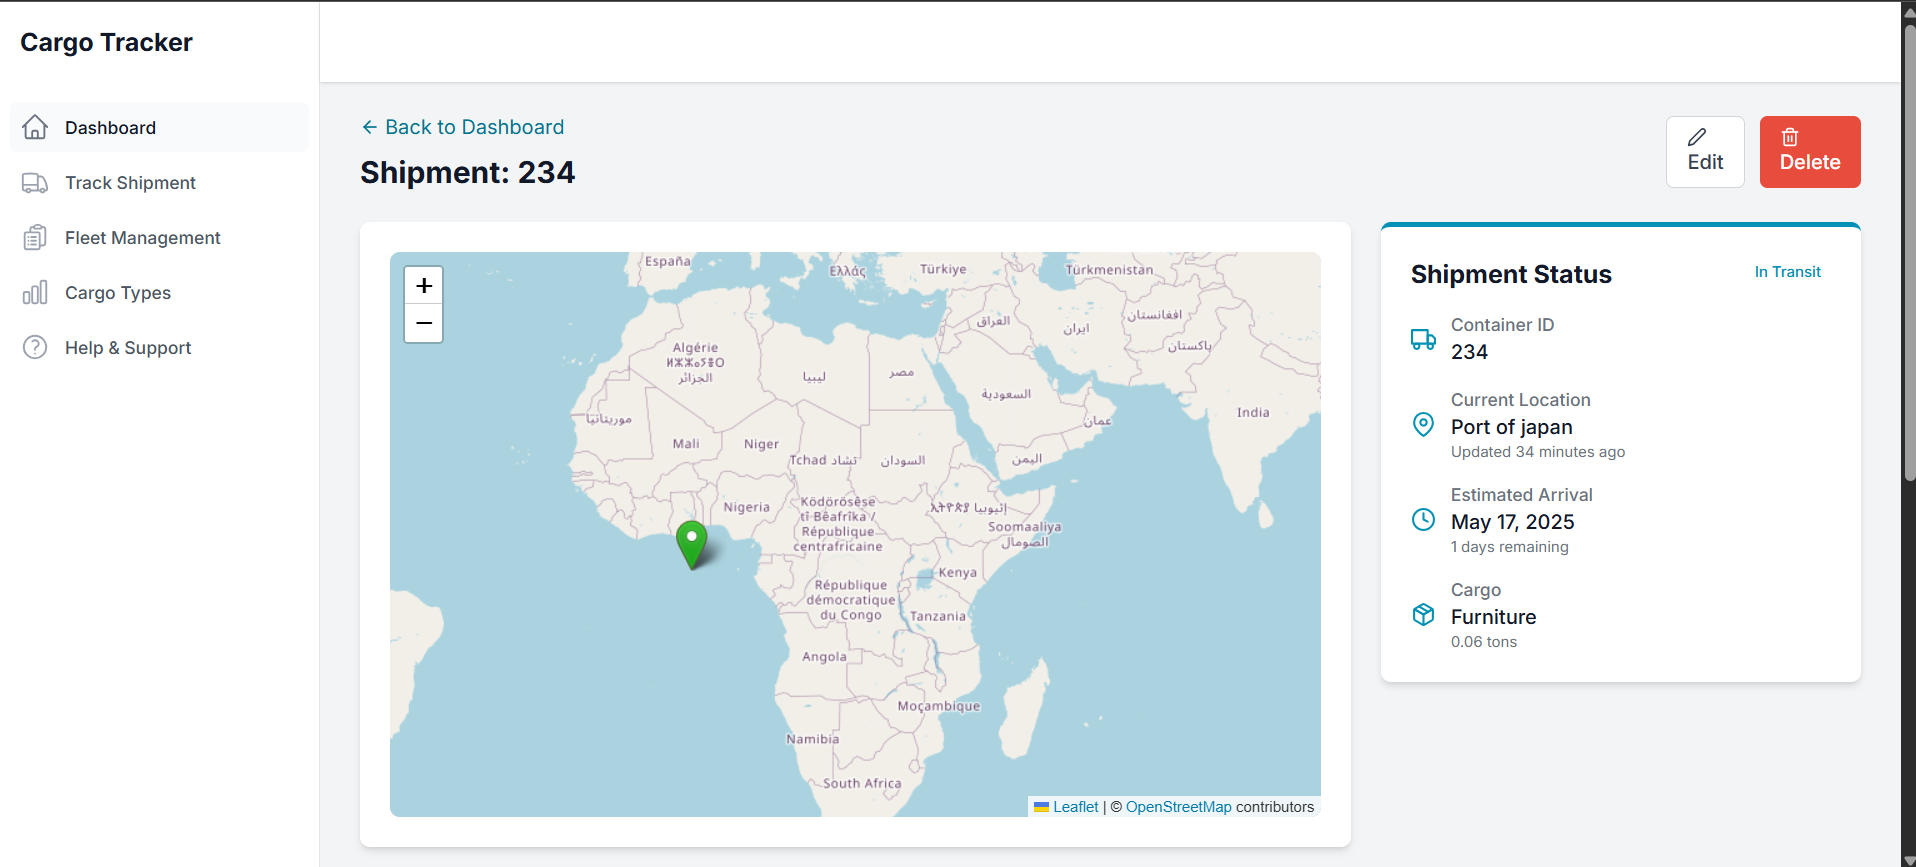 Cargo Tracker
Dashboard
Track Shipment
Fleet Management
Cargo Types
Help & Support
← Back to Dashboard
Shipment: 234
Edit
Delete
+
−
España
Ελλάς
Türkiye
Türkmenistan
العراق
ایران
افغانستان
پاکستان
Algérie
ⵍⵣⵣⴰⵢⴻⵔ
الجزائر
ليبيا
مصر
السعودية
عمان
India
موريتانيا
Mali
Niger
Tchad تشاد
السودان
اليمن
Nigeria
Ködörösêse
tî Bêafrîka /
République
centrafricaine
ኢትዮጵያ إثيوبيا
Soomaaliya
الصومال
Kenya
République
démocratique
du Congo
Tanzania
Angola
Moçambique
Namibia
South Africa
Leaflet | © OpenStreetMap contributors
Shipment Status
In Transit
Container ID
234
Current Location
Port of japan
Updated 34 minutes ago
Estimated Arrival
May 17, 2025
1 days remaining
Cargo
Furniture
0.06 tons